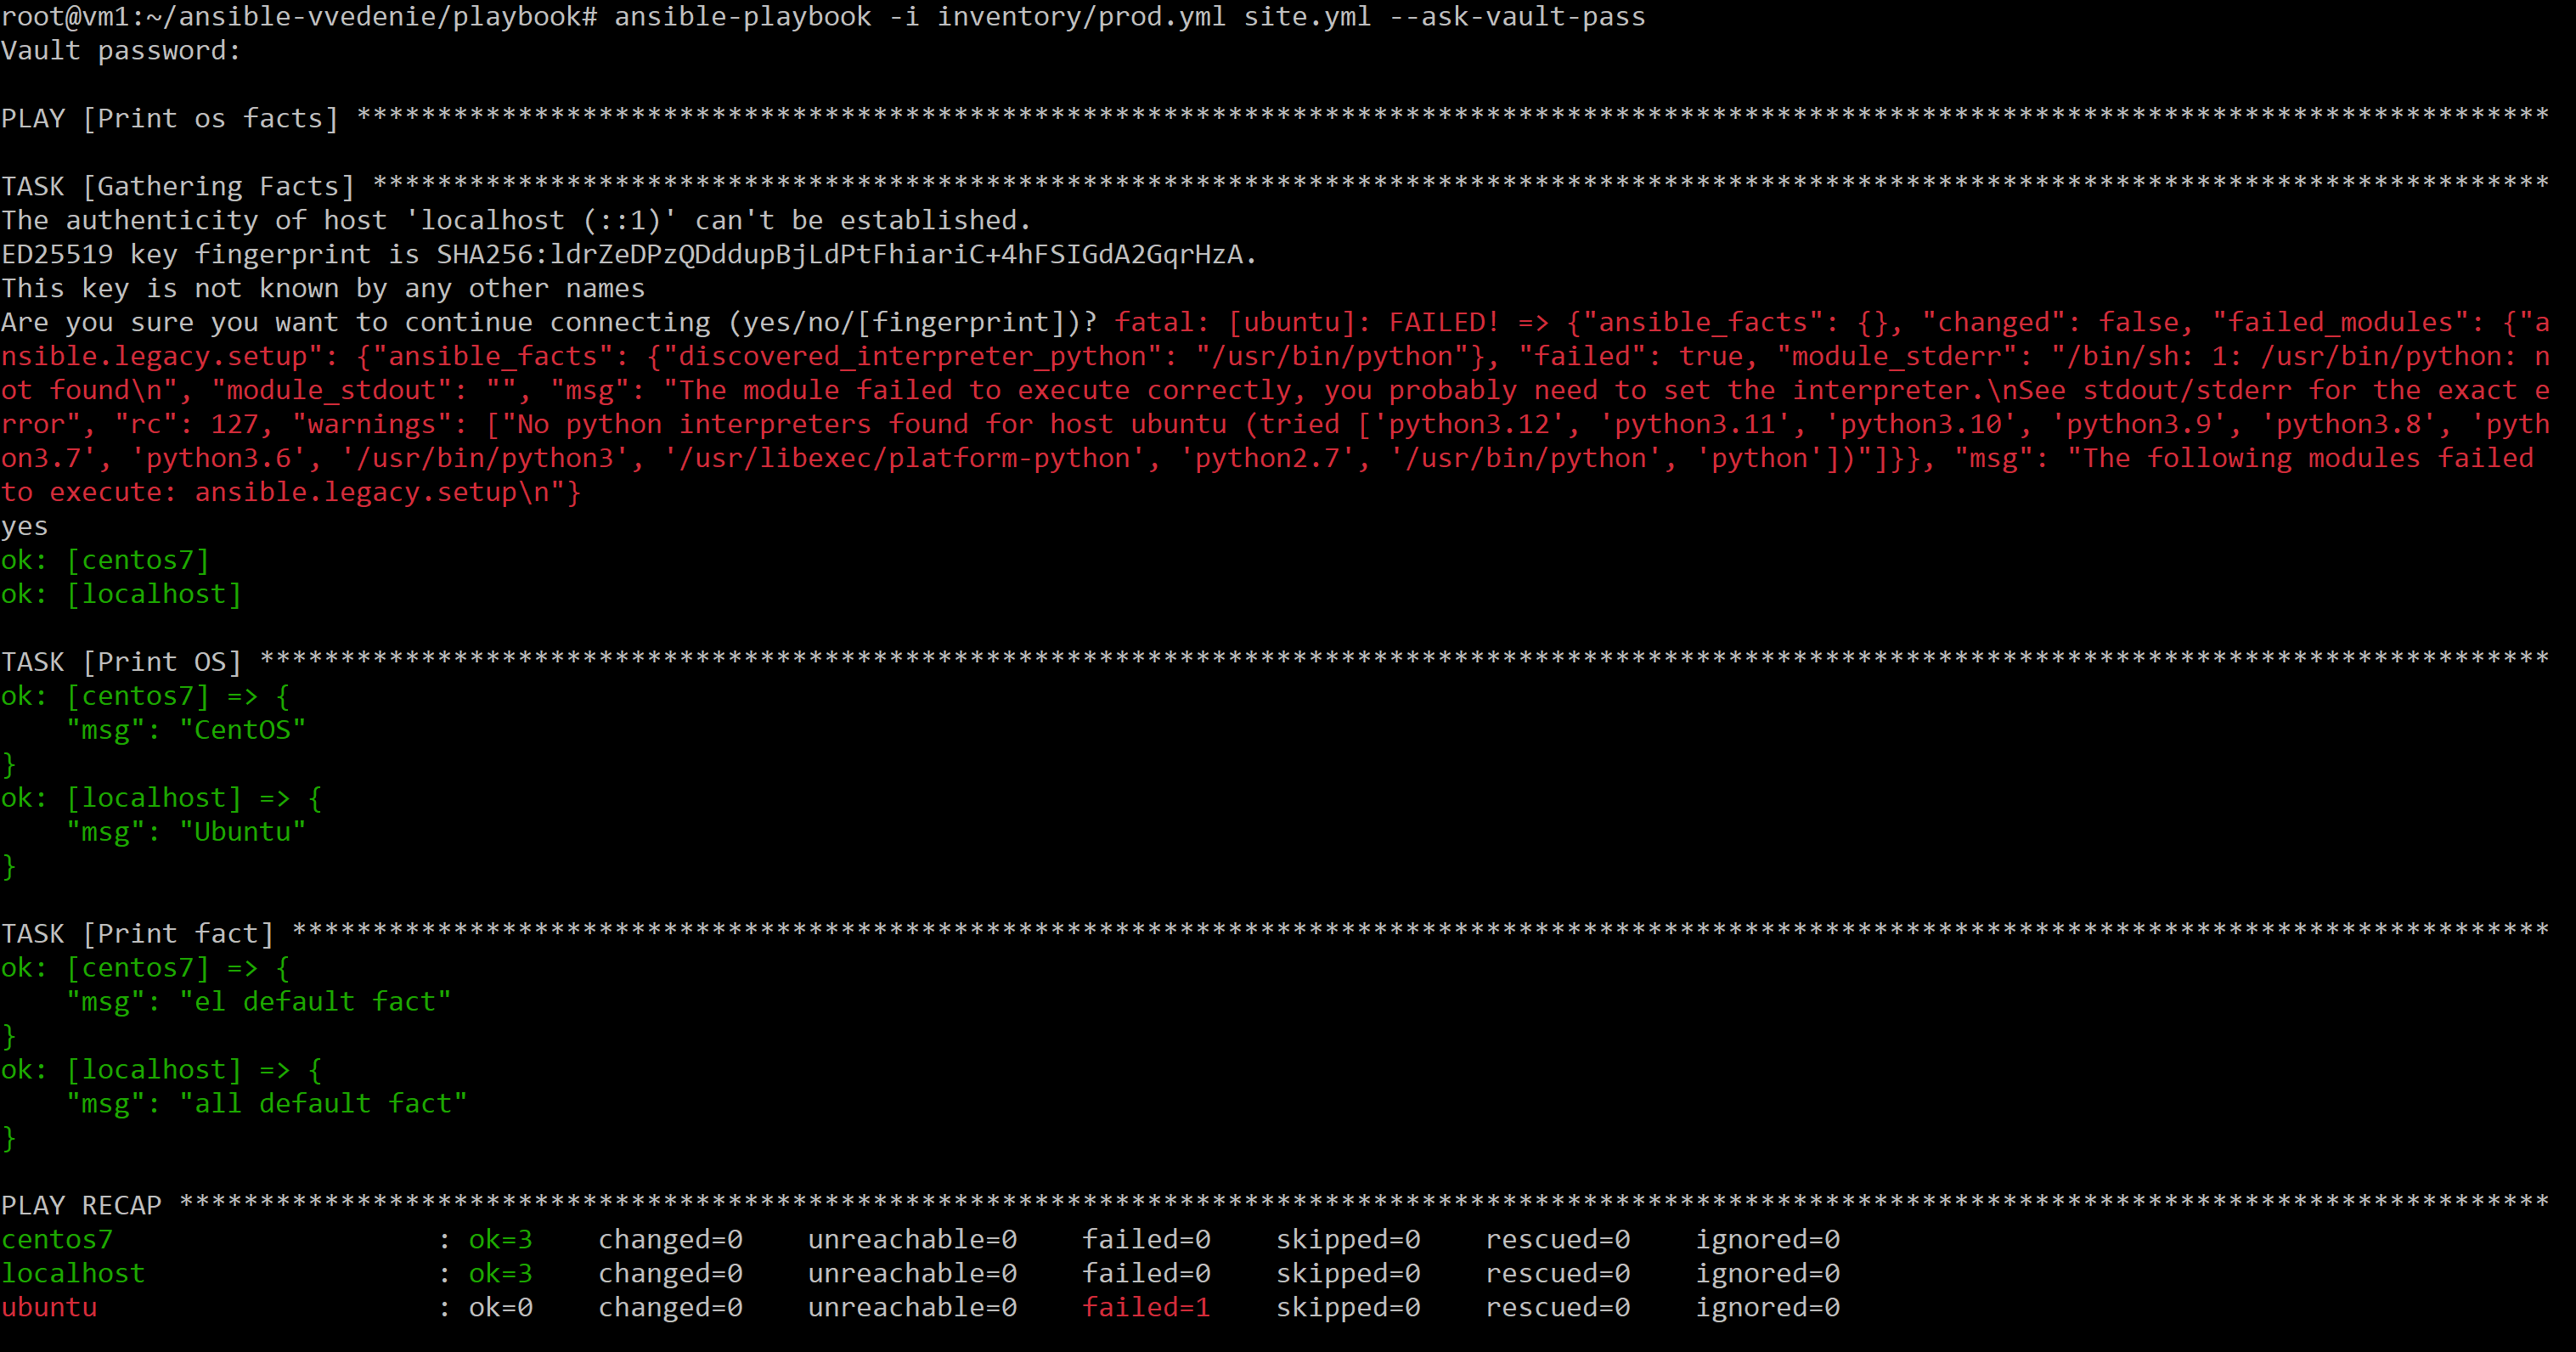 root@vm1:~/ansible-vvedenie/playbook# ansible-playbook -i inventory/prod.yml site.yml --ask-vault-pass
Vault password:
PLAY [Print os facts] ****************************************************************************************************************************************
TASK [Gathering Facts] ***************************************************************************************************************************************
The authenticity of host 'localhost (::1)' can't be established.
ED25519 key fingerprint is SHA256:ldrZeDPzQDddupBjLdPtFhiariC+4hFSIGdA2GqrHzA.
This key is not known by any other names
Are you sure you want to continue connecting (yes/no/[fingerprint])? fatal: [ubuntu]: FAILED! => {"ansible_facts": {}, "changed": false, "failed_modules": {"a
nsible.legacy.setup": {"ansible_facts": {"discovered_interpreter_python": "/usr/bin/python"}, "failed": true, "module_stderr": "/bin/sh: 1: /usr/bin/python: n
ot found\n", "module_stdout": "", "msg": "The module failed to execute correctly, you probably need to set the interpreter.\nSee stdout/stderr for the exact e
rror", "rc": 127, "warnings": ["No python interpreters found for host ubuntu (tried ['python3.12', 'python3.11', 'python3.10', 'python3.9', 'python3.8', 'pyth
on3.7', 'python3.6', '/usr/bin/python3', '/usr/libexec/platform-python', 'python2.7', '/usr/bin/python', 'python'])"]}}, "msg": "The following modules failed
to execute: ansible.legacy.setup\n"}
yes
ok: [centos7]
ok: [localhost]
TASK [Print OS] **********************************************************************************************************************************************
ok: [centos7] => {
    "msg": "CentOS"
}
ok: [localhost] => {
    "msg": "Ubuntu"
}
TASK [Print fact] ********************************************************************************************************************************************
ok: [centos7] => {
    "msg": "el default fact"
}
ok: [localhost] => {
    "msg": "all default fact"
}
PLAY RECAP ***************************************************************************************************************************************************
centos7                    : ok=3    changed=0    unreachable=0    failed=0    skipped=0    rescued=0    ignored=0
localhost                  : ok=3    changed=0    unreachable=0    failed=0    skipped=0    rescued=0    ignored=0
ubuntu                     : ok=0    changed=0    unreachable=0    failed=1    skipped=0    rescued=0    ignored=0